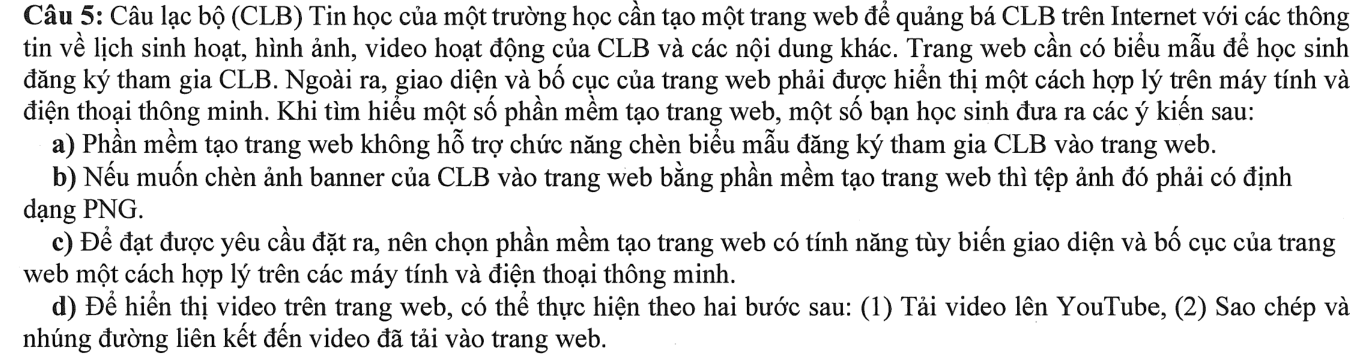 Câu 5: Câu lạc bộ (CLB) Tin học của một trường học cần tạo một trang web để quảng bá CLB trên Internet với các thông
tin về lịch sinh hoạt, hình ảnh, video hoạt động của CLB và các nội dung khác. Trang web cần có biểu mẫu để học sinh
đăng ký tham gia CLB. Ngoài ra, giao diện và bố cục của trang web phải được hiển thị một cách hợp lý trên máy tính và
điện thoại thông minh. Khi tìm hiểu một số phần mềm tạo trang web, một số bạn học sinh đưa ra các ý kiến sau:
a) Phần mềm tạo trang web không hỗ trợ chức năng chèn biểu mẫu đăng ký tham gia CLB vào trang web.
b) Nếu muốn chèn ảnh banner của CLB vào trang web bằng phần mềm tạo trang web thì tệp ảnh đó phải có định
dạng PNG.
c) Để đạt được yêu cầu đặt ra, nên chọn phần mềm tạo trang web có tính năng tùy biến giao diện và bố cục của trang
web một cách hợp lý trên các máy tính và điện thoại thông minh.
d) Để hiển thị video trên trang web, có thể thực hiện theo hai bước sau: (1) Tải video lên YouTube, (2) Sao chép và
nhúng đường liên kết đến video đã tải vào trang web.